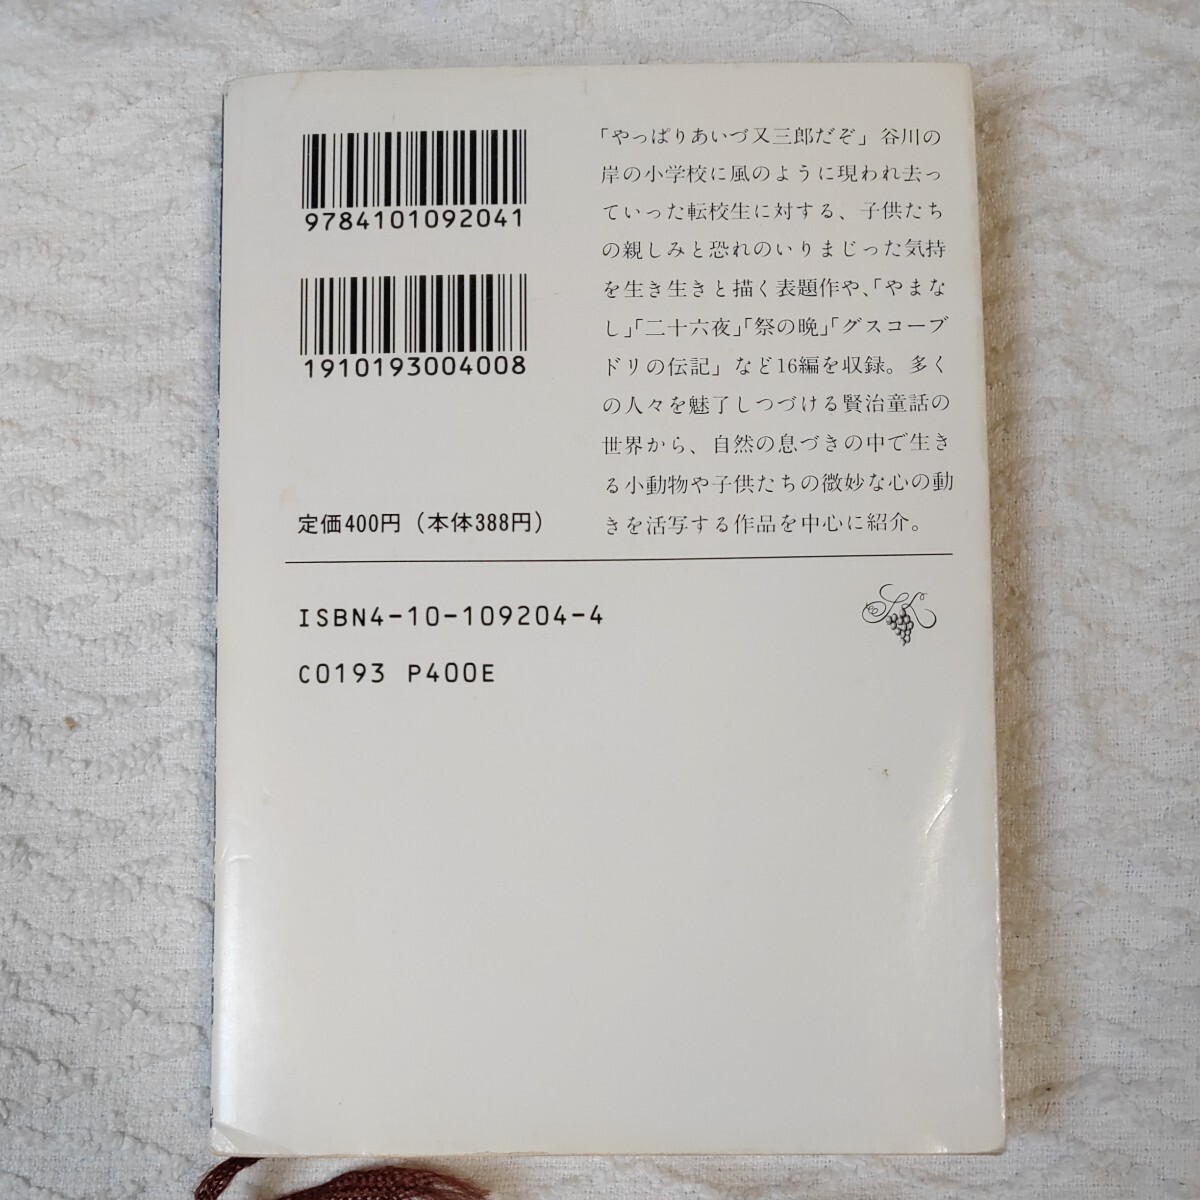 9784101092041
1910193004008
定価400円（本体388円）
「やっぱりあいづ又三郎だぞ」谷川の
岸の小学校に風のように現われ去っ
ていった転校生に対する、子供たち
の親しみと恐れのいりまじった気持
を生き生きと描く表題作や、「やまな
し」「二十六夜」「祭の晩」「グスコーブ
ドリの伝記」など16編を収録。多く
の人々を魅了しつづける賢治童話の
世界から、自然の息づきの中で生き
る小動物や子供たちの微妙な心の動
きを活写する作品を中心に紹介。
ISBN4-10-109204-4
C0193 P400E